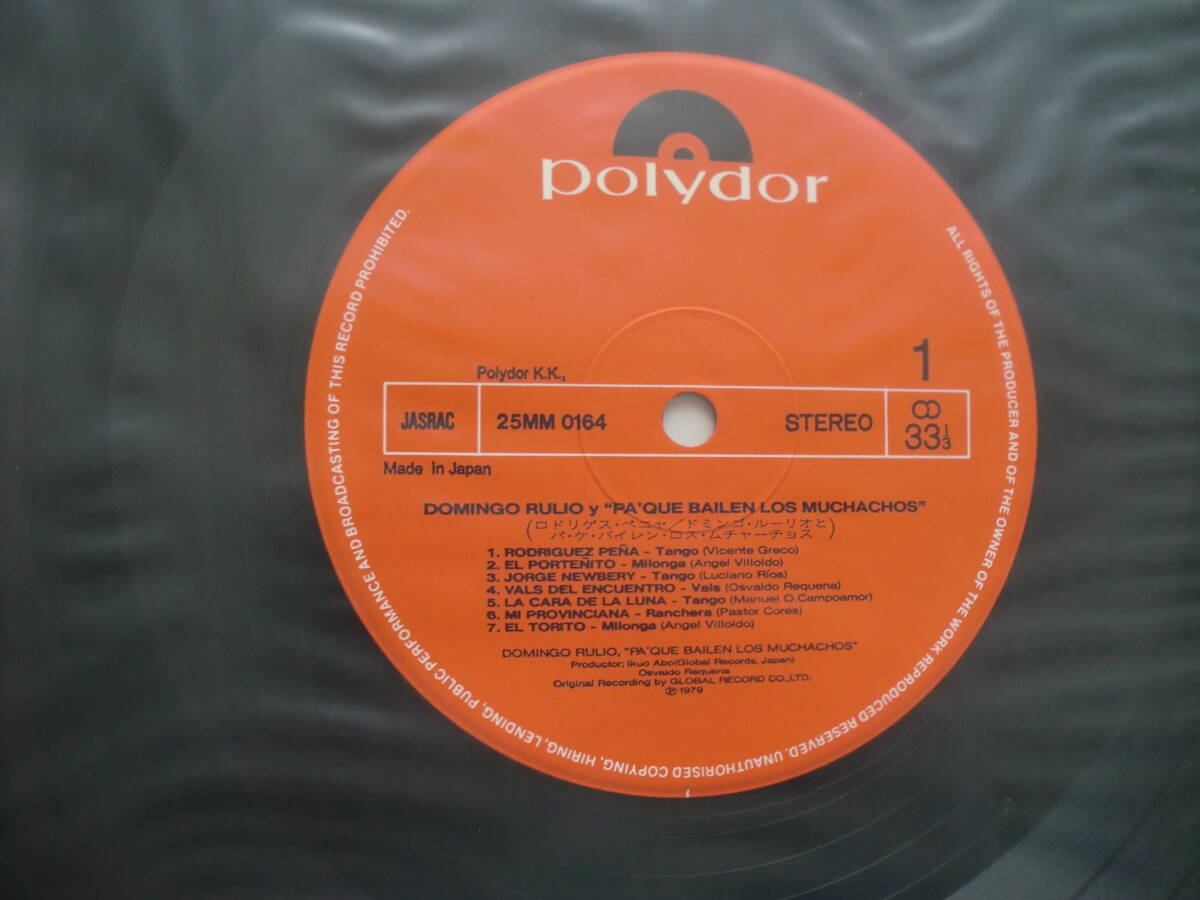 polydor
1
Polydor K.K.,
JASRAC
25MM 0164
STEREO
33 1/3
Made in Japan
DOMINGO RULIO y "PA'QUE BAILEN LOS MUCHACHOS"
(ロドリゲス・ペニャ/ドミンゴ・ルーリオと
パ・ケ・バイレン・ロス・ムチャーチョス)
1. RODRIGUEZ PEÑA - Tango (Vicente Greco)
2. EL PORTEÑITO - Milonga (Angel Villoldo)
3. JORGE NEWBERY - Tango (Luciano Ríos)
4. VALS DEL ENCUENTRO - Vals (Osvaldo Requena)
5. LA CARA DE LA LUNA - Tango (Manuel O.Campoamor)
6. MI PROVINCIANA - Ranchera (Pastor Cores)
7. EL TORITO - Milonga (Angel Villoldo)
DOMINGO RULIO, "PA'QUE BAILEN LOS MUCHACHOS"
Productor: Ikuo Abo(Global Records, Japan)
Osvaldo Requena
Original Recording by GLOBAL RECORD CO.,LTD.
℗ 1979
ALL RIGHTS OF THE PRODUCER AND OF THE OWNER OF THE WORK REPRODUCED RESERVED. UNAUTHORISED COPYING, HIRING, LENDING, PUBLIC PERFORMANCE AND BROADCASTING OF THIS RECORD PROHIBITED.